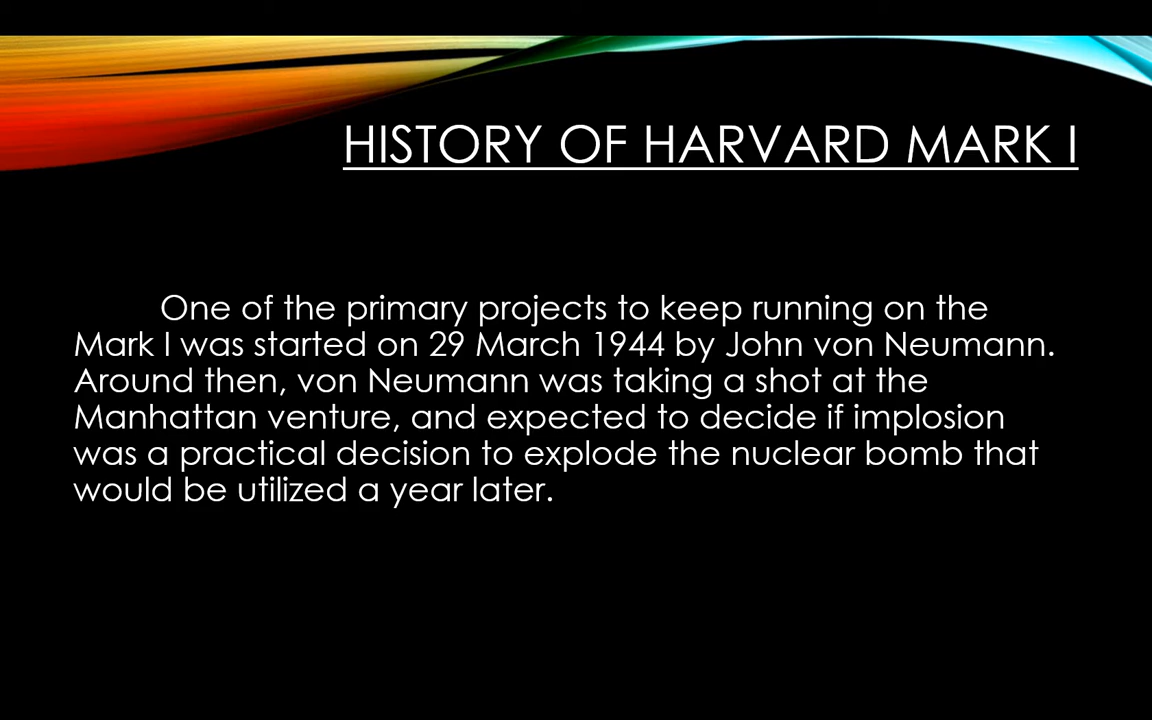 HISTORY OF HARVARD MARK I
One of the primary projects to keep running on the
Mark I was started on 29 March 1944 by John von Neumann.
Around then, von Neumann was taking a shot at the
Manhattan venture, and expected to decide if implosion
was a practical decision to explode the nuclear bomb that
would be utilized a year later.